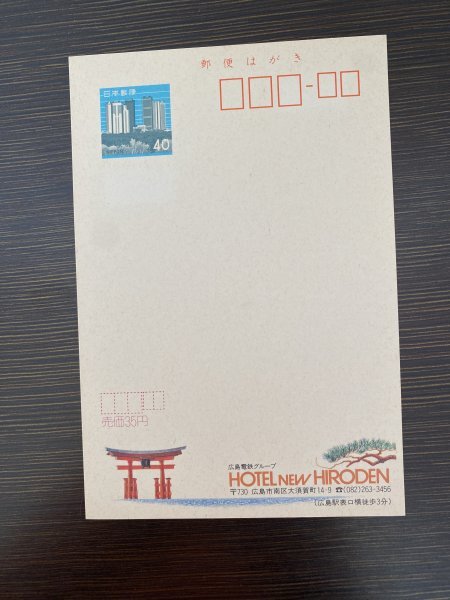 郵便はがき
日本郵便
40
売価35円
広島電鉄グループ
HOTEL NEW HIRODEN
〒730 広島市南区大須賀町14-9 ☎(082)263-3456
(広島駅表口横徒歩3分)